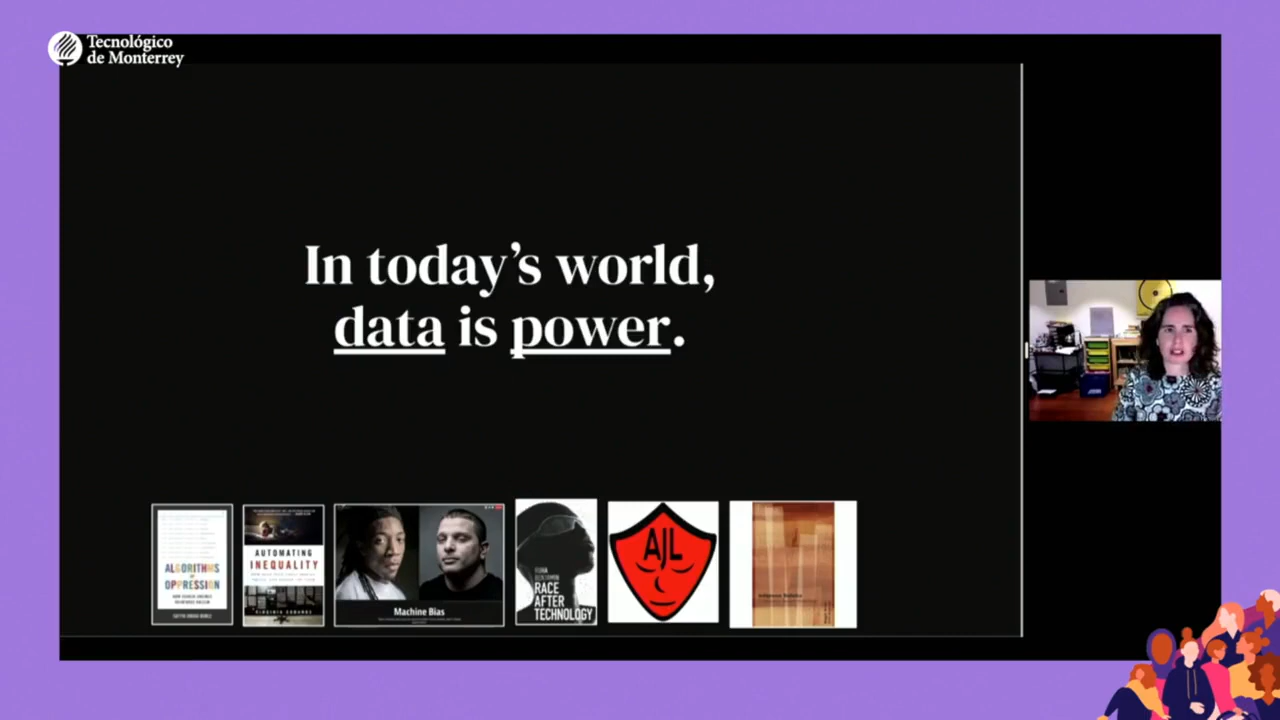 Tecnológico
de Monterrey
In today's world,
data is power.
ALGORITHMS
OF
OPPRESSION
AUTOMATING
INEQUALITY
VIRGINIA EUBANKS
Machine Bias
RUHA
BENJAMIN
RACE
AFTER
TECHNOLOGY
AJL